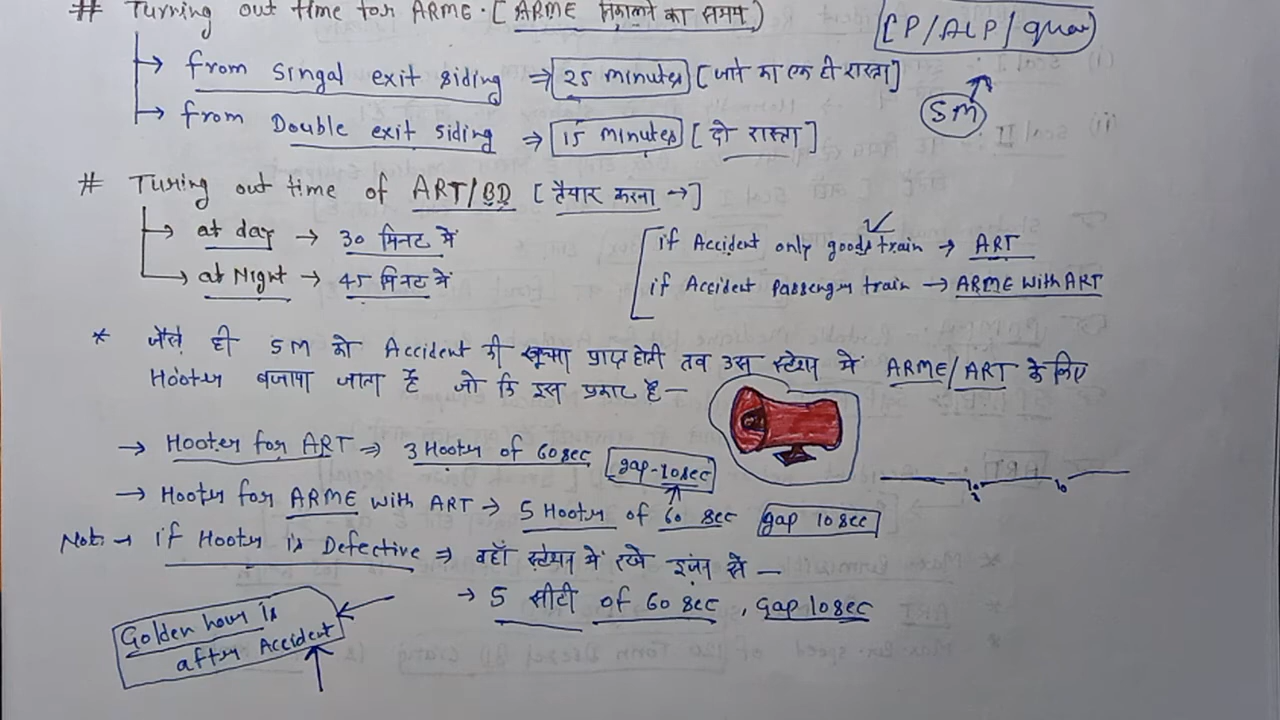 # Turning out time for ARME. [ARME निकालने का समय)
[LP/ALP/guard)
→ from Singal exit siding ⇒ 25 minutes [जाने का एक ही रास्ता]
SM
→ from Double exit siding ⇒ 15 minutes [दो रास्ता]
# Turing out time of ART/BD [तैयार करना →]
→ at day → 30 मिनट में
[if Accident only goods train → ART
→ at Night → 45 मिनट में
if Accident Passenger train → ARME with ART
* जैसे ही SM को Accident की सूचना प्राप्त होगी तब उस स्टेशन में ARME/ART के लिए
Hooter बजाया जाता है जो कि इस प्रकार है –
→ Hooter for ART ⇒ 3 Hooter of 60 sec gap-10sec
→ Hooter for ARME with ART → 5 Hooter of 60 sec gap 10 sec
10
10
Note → if Hooter is Defective ⇒ वहाँ स्टेशन में रखे इंजन से –
→ 5 सीटी of 60 sec, gap 10 sec
Golden hour is
after Accident